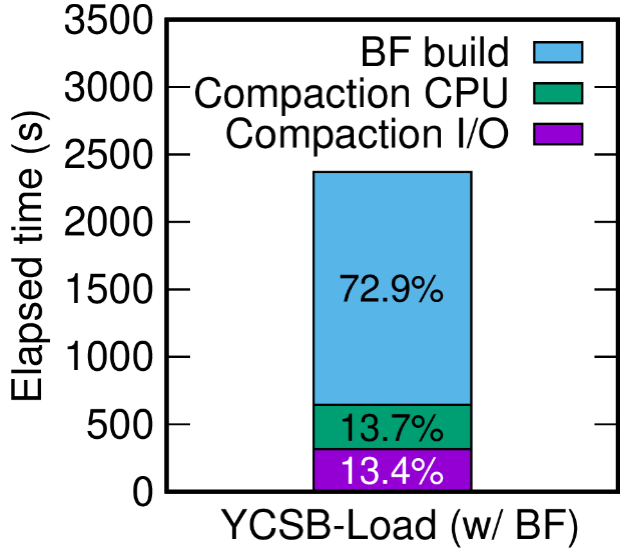 3500
3000
2500
2000
1500
1000
500
0
Elapsed time (s)
BF build
Compaction CPU
Compaction I/O
72.9%
13.7%
13.4%
YCSB-Load (w/ BF)